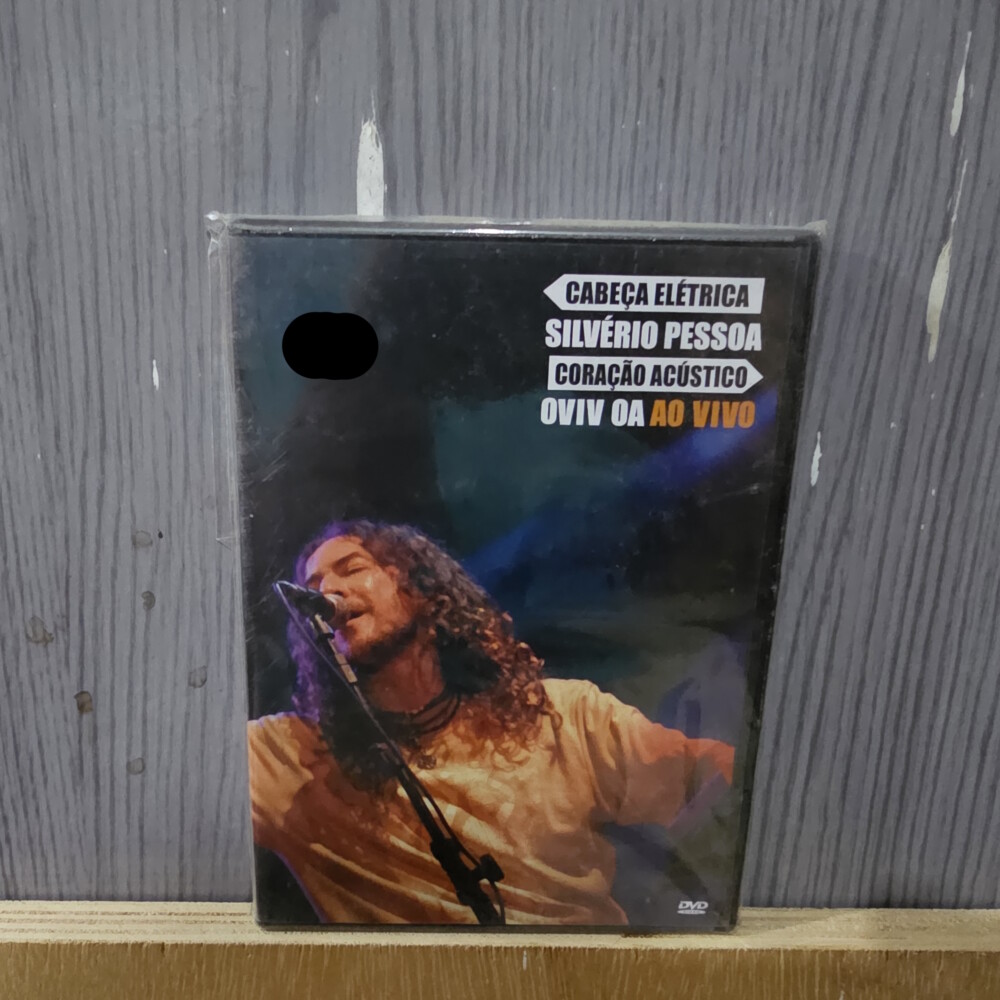 CABEÇA ELÉTRICA
SILVÉRIO PESSOA
CORAÇÃO ACÚSTICO
OVIV OA AO VIVO
DVD